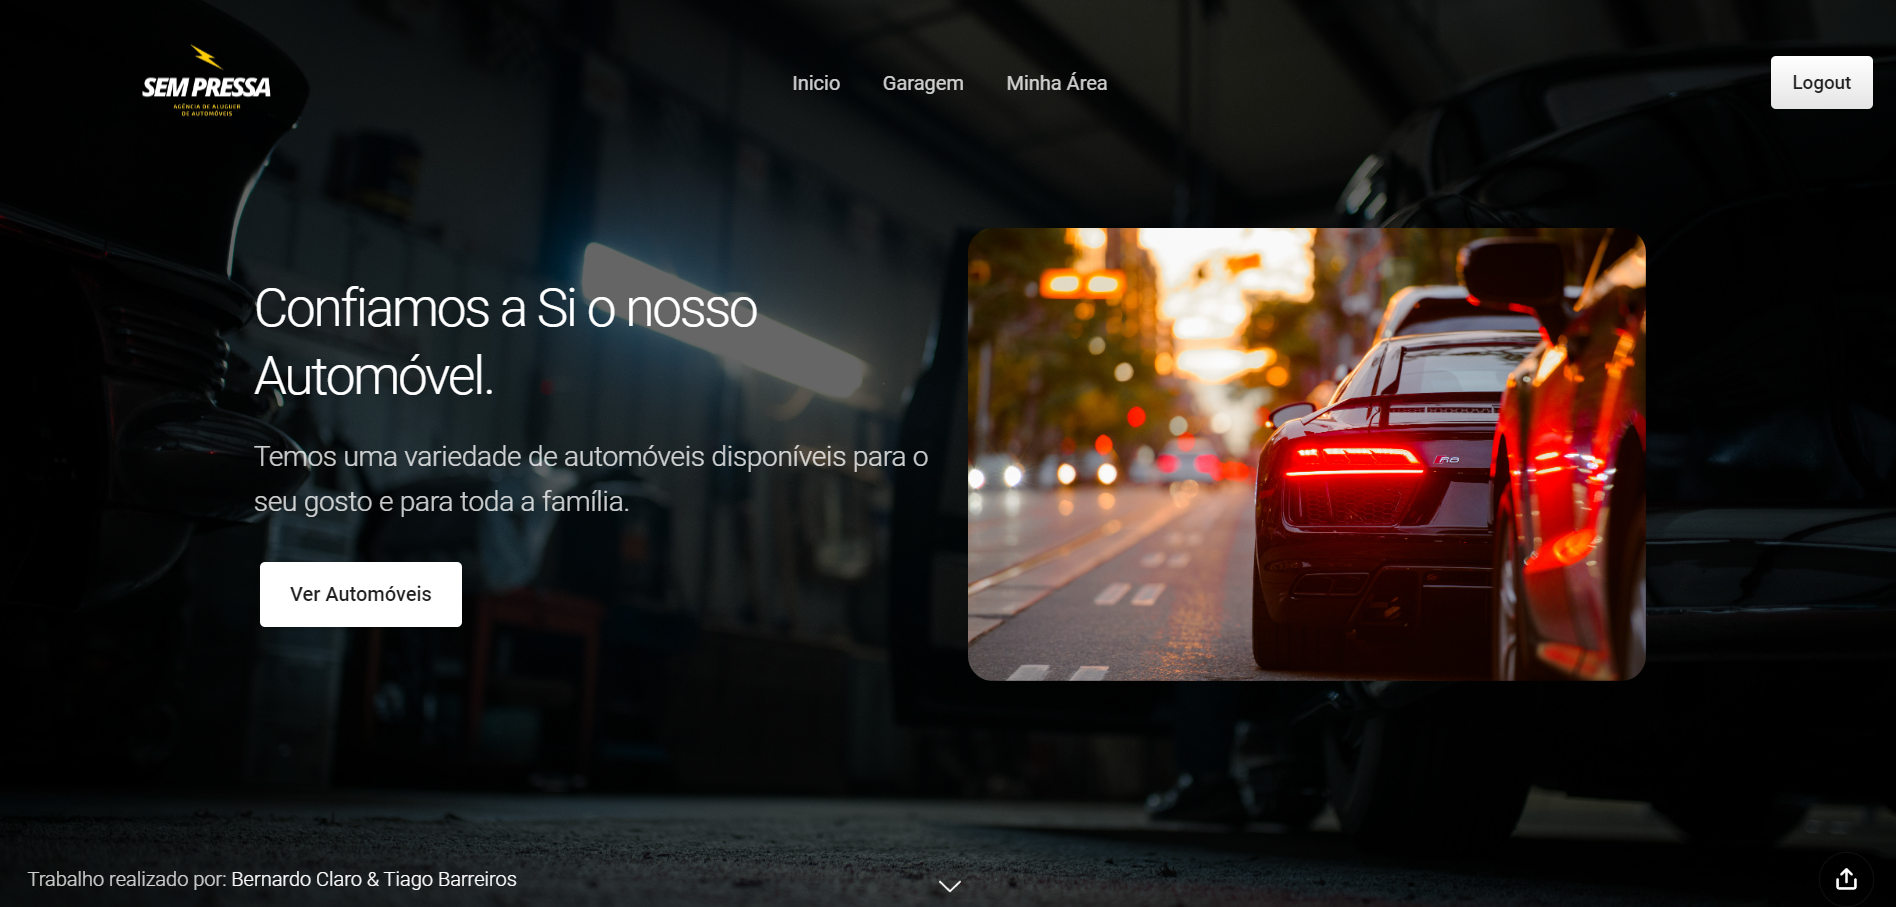 SEM PRESSA
AGÊNCIA DE ALUGUER
DE AUTOMÓVEIS
Inicio
Garagem
Minha Área
Logout
Confiamos a Si o nosso
Automóvel.
Temos uma variedade de automóveis disponíveis para o
seu gosto e para toda a família.
Ver Automóveis
R8
Trabalho realizado por: Bernardo Claro & Tiago Barreiros